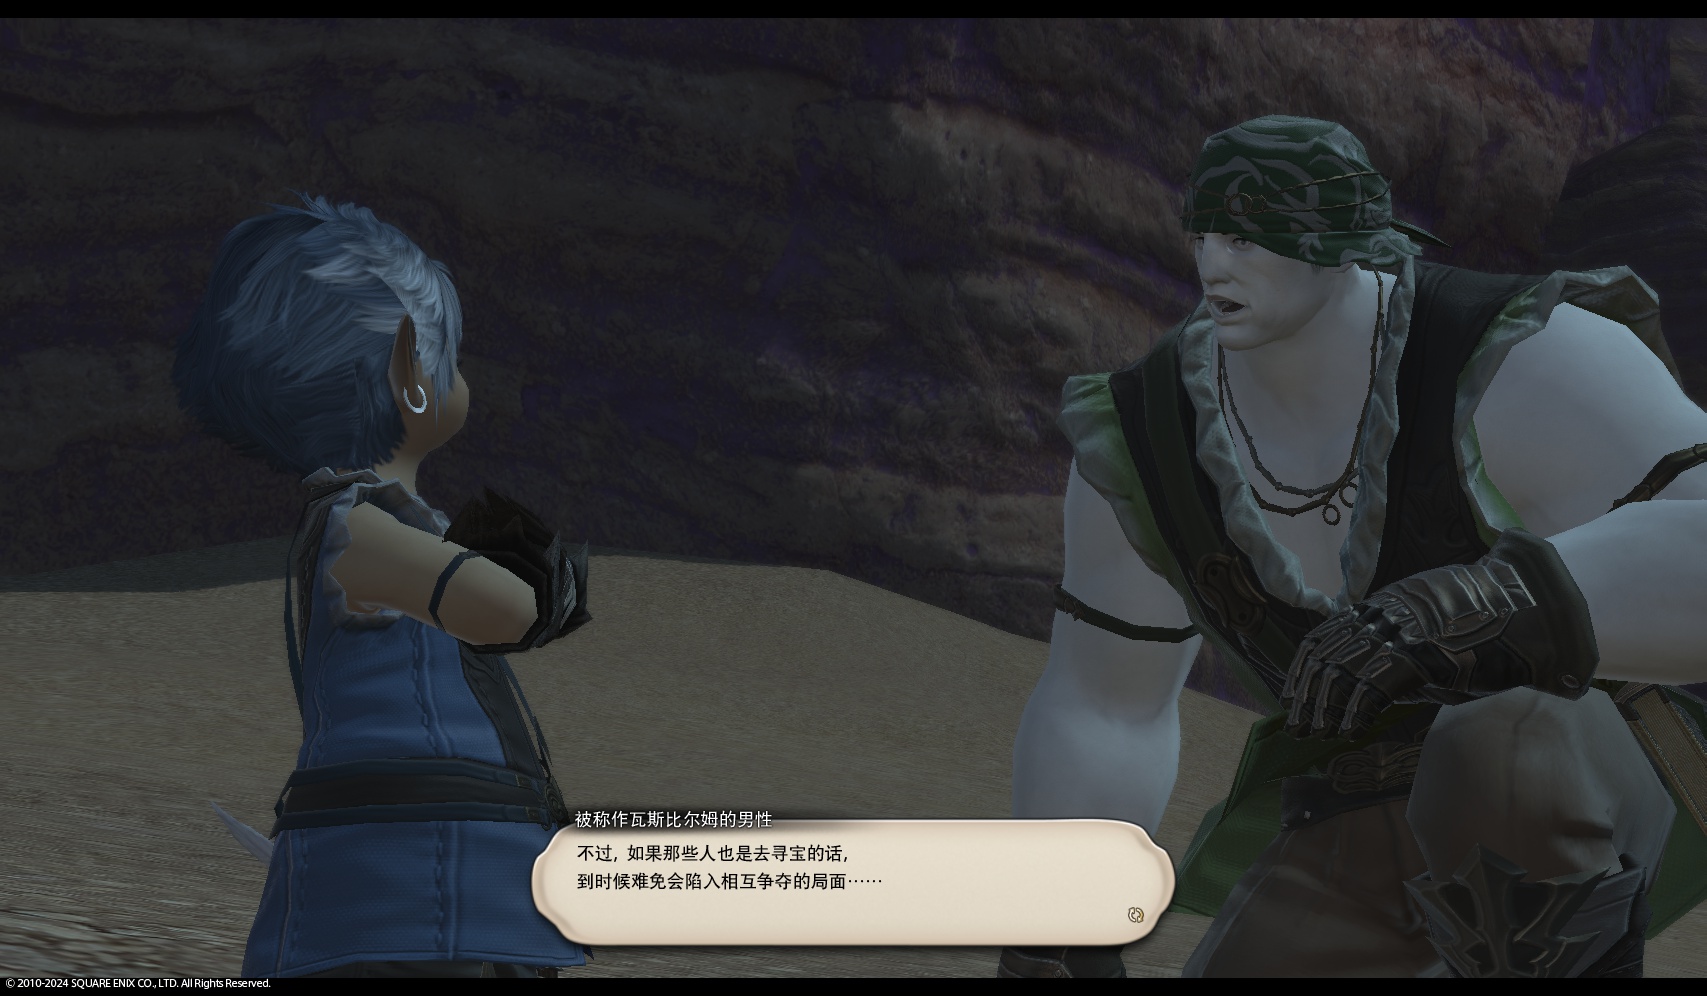 被称作瓦斯比尔姆的男性
不过，如果那些人也是去寻宝的话，
到时候难免会陷入相互争夺的局面……
© 2010-2024 SQUARE ENIX CO., LTD. All Rights Reserved.